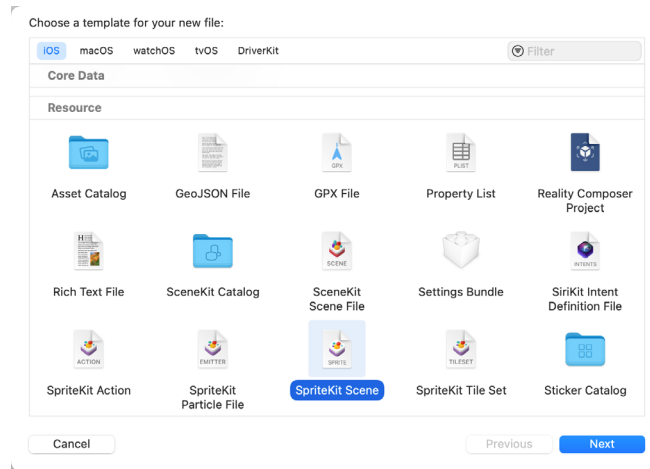 Choose a template for your new file:
iOS macOS watchOS tvOS DriverKit
Filter
Core Data
Resource
GPX
PLIST
Asset Catalog
GeoJSON File
GPX File
Property List
Reality Composer
Project
SCENE
INTENTS
Rich Text File
SceneKit Catalog
SceneKit
Scene File
Settings Bundle
SiriKit Intent
Definition File
ACTION
EMITTER
SPRITE
TILESET
SpriteKit Action
SpriteKit
Particle File
SpriteKit Scene
SpriteKit Tile Set
Sticker Catalog
Cancel
Previous
Next